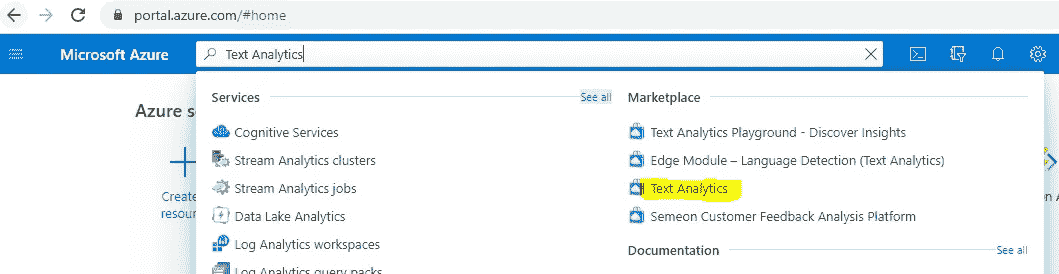 portal.azure.com/#home
Microsoft Azure
Text Analytics
Azure s
Create
resou
Services
See all
Cognitive Services
Stream Analytics clusters
Stream Analytics jobs
Data Lake Analytics
Log Analytics workspaces
Log Analytics query packs
Marketplace
Text Analytics Playground - Discover Insights
Edge Module – Language Detection (Text Analytics)
Text Analytics
Semeon Customer Feedback Analysis Platform
Documentation
See all